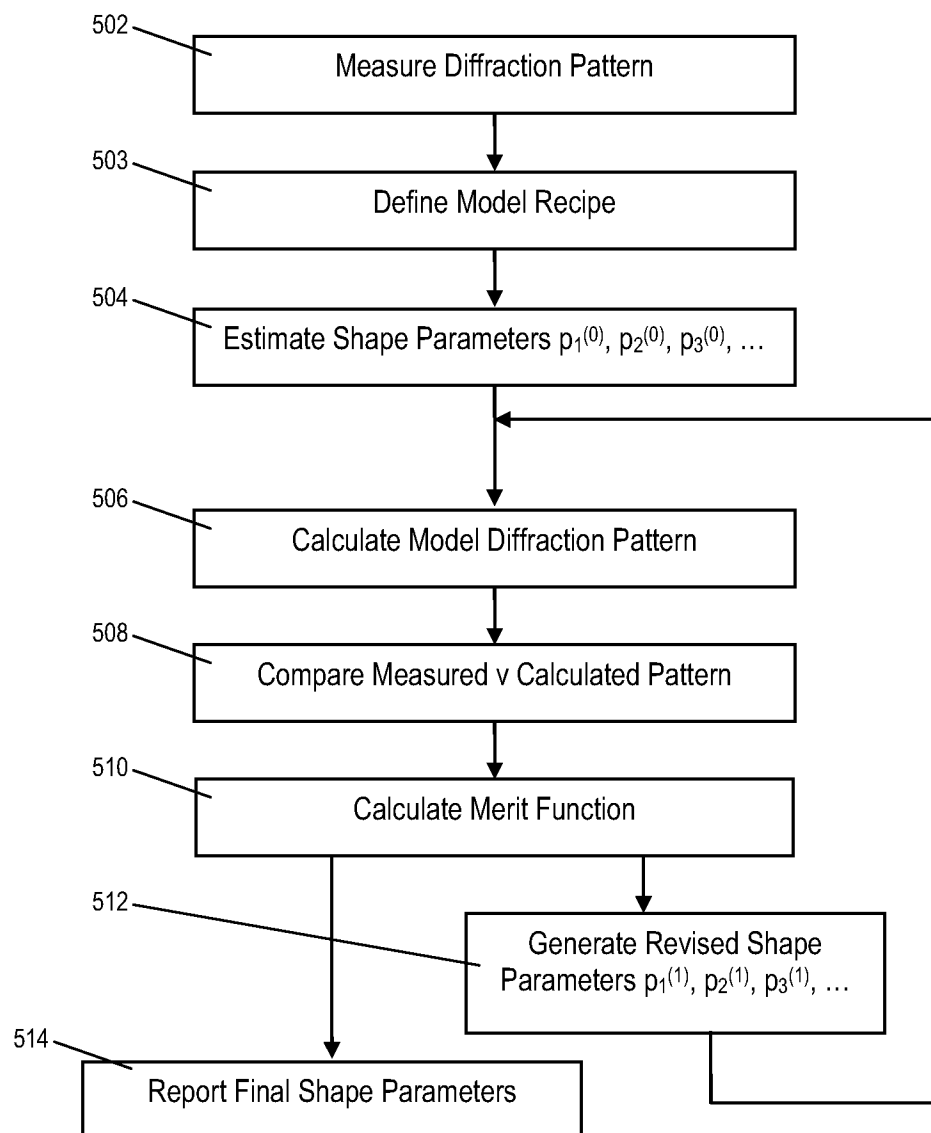 502
Measure Diffraction Pattern
503
Define Model Recipe
504
Estimate Shape Parameters p₁⁽⁰⁾, p₂⁽⁰⁾, p₃⁽⁰⁾, …
506
Calculate Model Diffraction Pattern
508
Compare Measured v Calculated Pattern
510
Calculate Merit Function
512
Generate Revised Shape
Parameters p₁⁽¹⁾, p₂⁽¹⁾, p₃⁽¹⁾, …
514
Report Final Shape Parameters